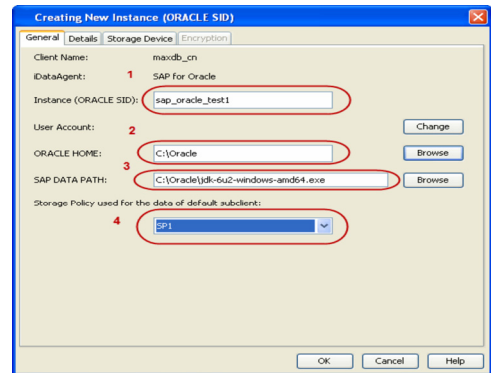 Creating New Instance (ORACLE SID)
General Details Storage Device Encryption
Client Name: maxdb_cn
iDataAgent: 1 SAP for Oracle
Instance (ORACLE SID): sap_oracle_test1
User Account: 2 Change
ORACLE HOME: C:\Oracle Browse
3
SAP DATA PATH: C:\Oracle\jdk-6u2-windows-amd64.exe Browse
Storage Policy used for the data of default subclient:
4 SP1
OK Cancel Help